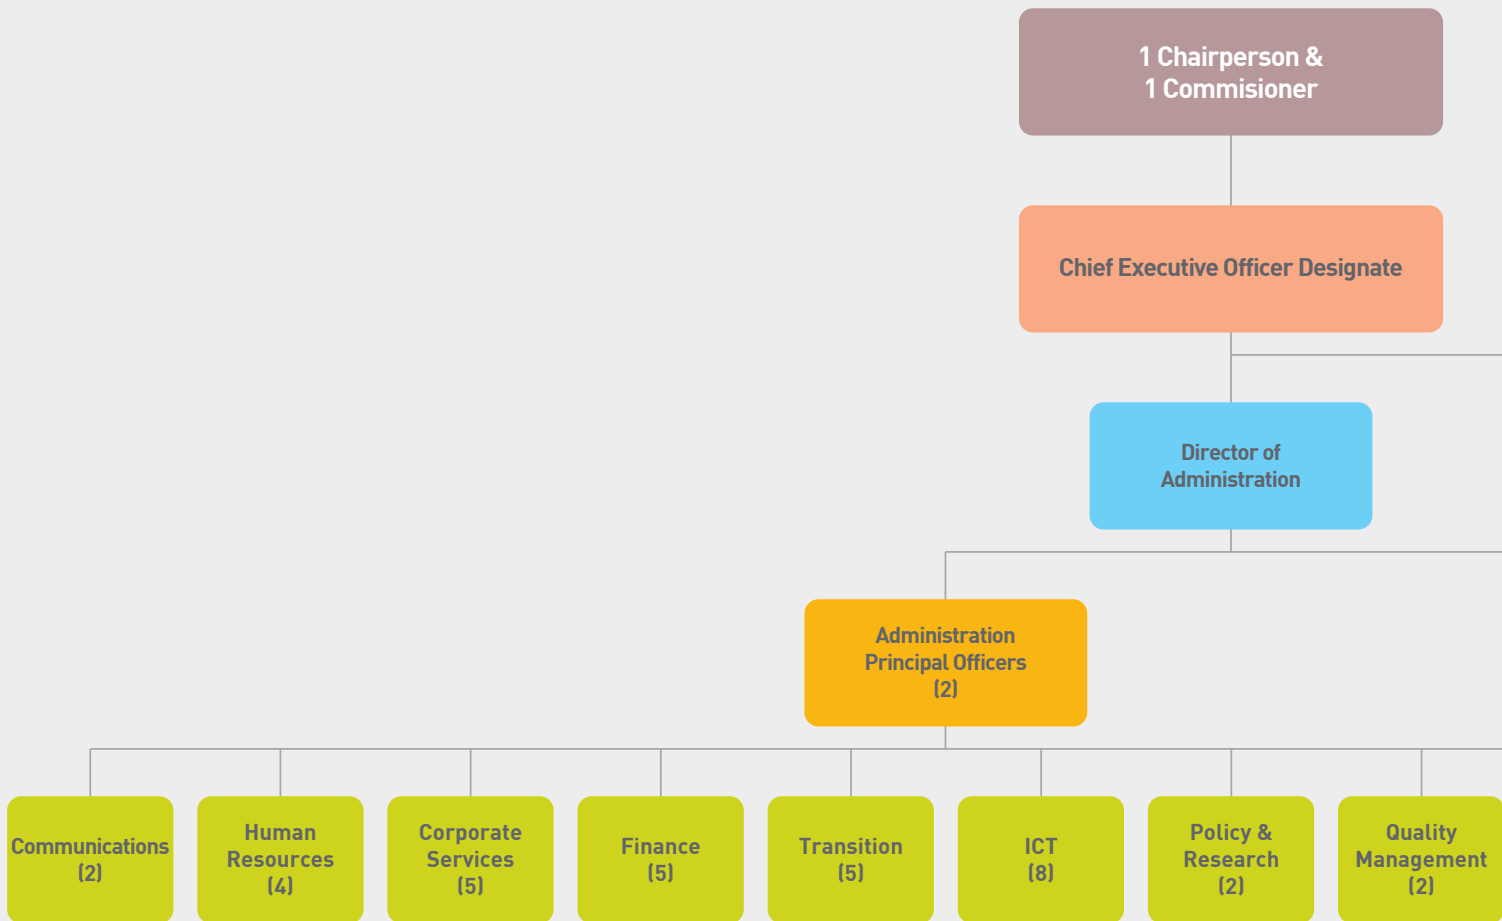 1 Chairperson &
1 Commisioner
Chief Executive Officer Designate
Director of
Administration
Administration
Principal Officers
(2)
Communications
(2)
Human
Resources
(4)
Corporate
Services
(5)
Finance
(5)
Transition
(5)
ICT
(8)
Policy &
Research
(2)
Quality
Management
(2)